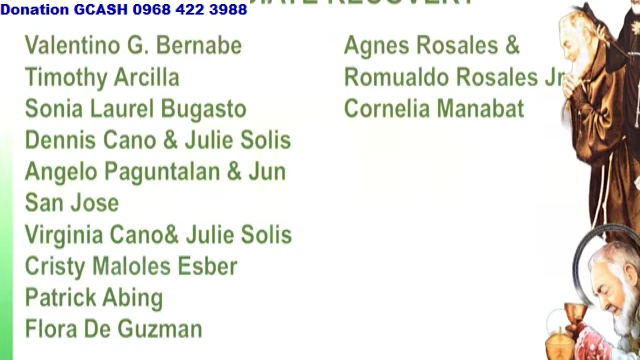 Donation GCASH 0968 422 3988
RECOVERY
Valentino G. Bernabe
Timothy Arcilla
Sonia Laurel Bugasto
Dennis Cano & Julie Solis
Angelo Paguntalan & Jun
San Jose
Virginia Cano& Julie Solis
Cristy Maloles Esber
Patrick Abing
Flora De Guzman
Agnes Rosales &
Romualdo Rosales Jr
Cornelia Manabat